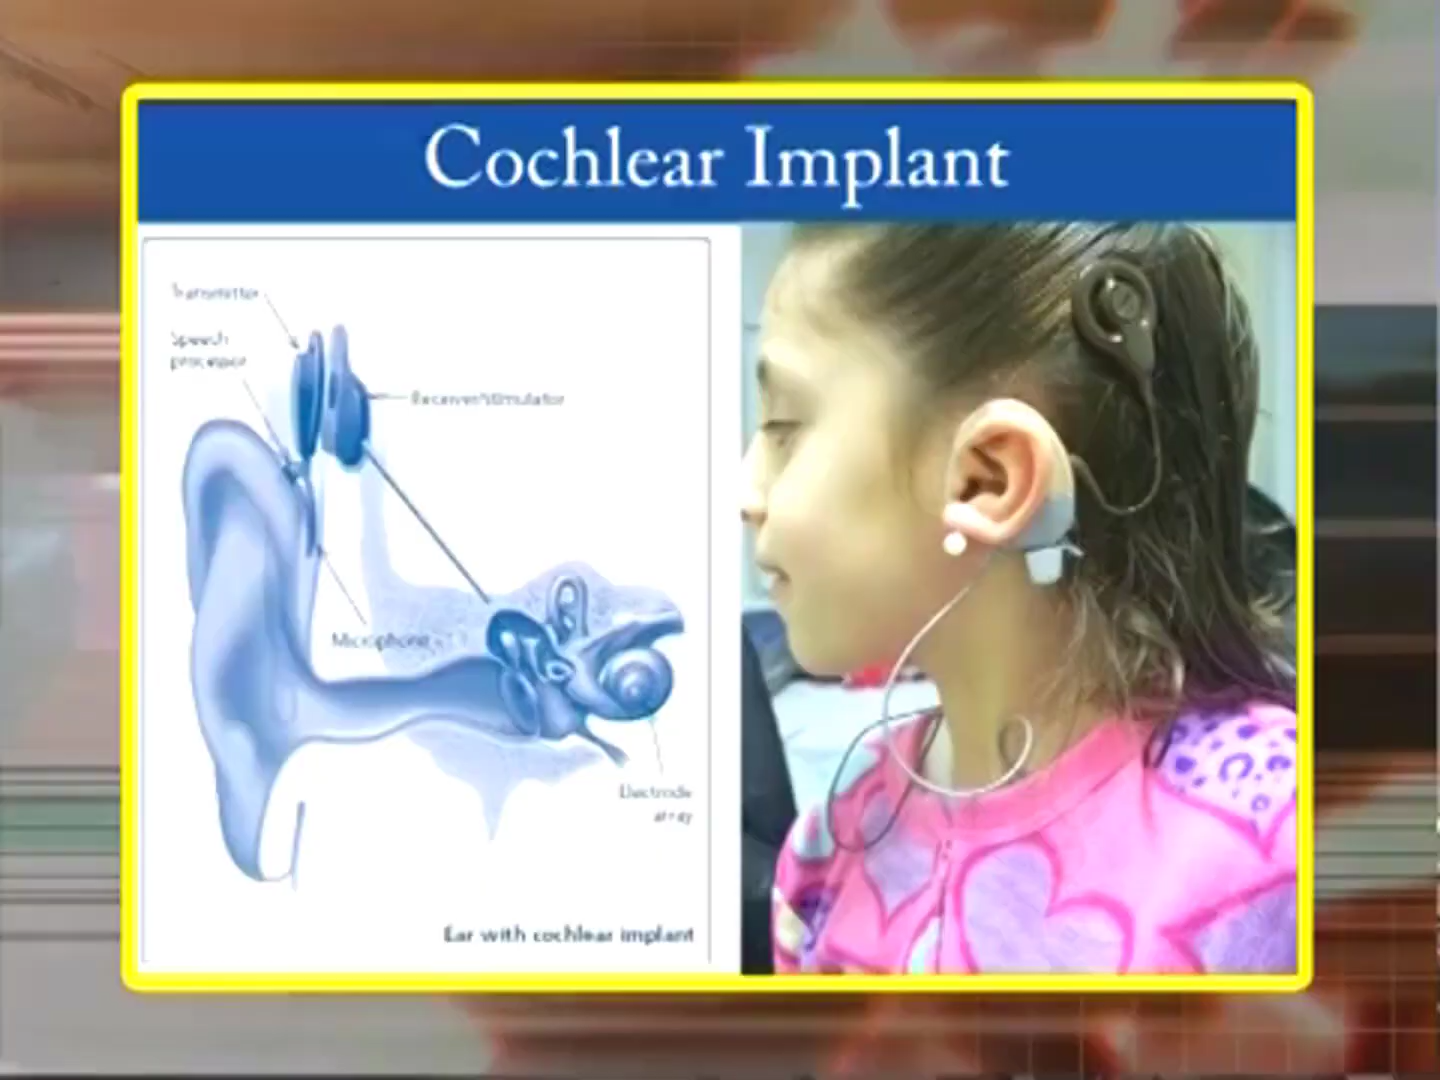 Cochlear Implant
Transmitter
Speech
processor
Receiver/stimulator
Microphone
Electrode
array
Ear with cochlear implant